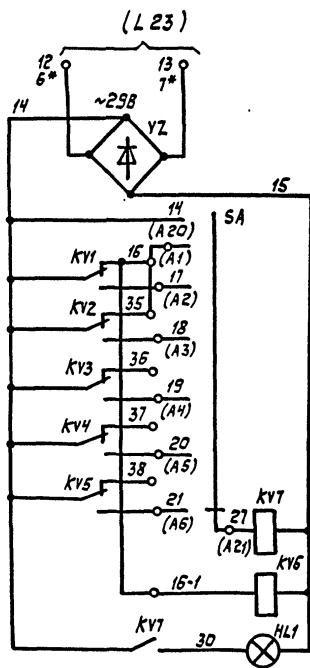 (L23)
12 13
6* 7*
14 ~29В
YZ
15
14 SA
(A20)
KV1 16 (A1)
17
KV2 35 (A2)
18
KV3 36 (A3)
19
KV4 37 (A4)
20
KV5 38 (A5)
21 27 KV7
(A6) (A21)
KV6
16-1
KV7 30 HL1